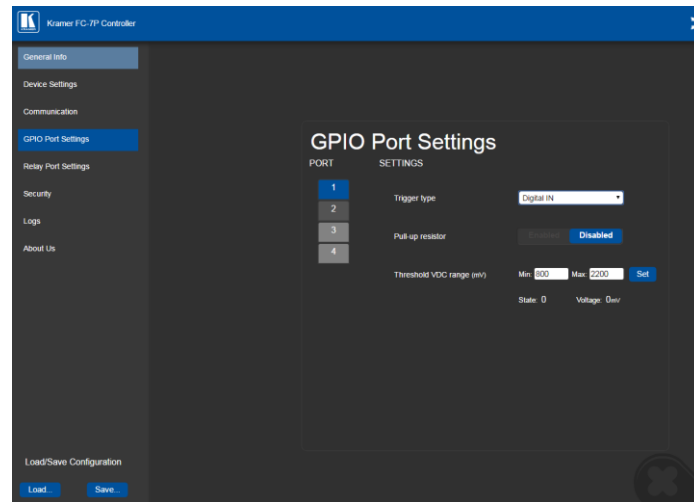 Kramer FC-7P Controller
General Info
Device Settings
Communication
GPIO Port Settings
Relay Port Settings
Security
Logs
About Us
Load/Save Configuration
Load... Save...
GPIO Port Settings
PORT SETTINGS
1
2
3
4
Trigger type Digital IN
Pull-up resistor Enabled Disabled
Threshold VDC range (mV) Min: 800 Max: 2200 Set
State: 0 Voltage: 0mV